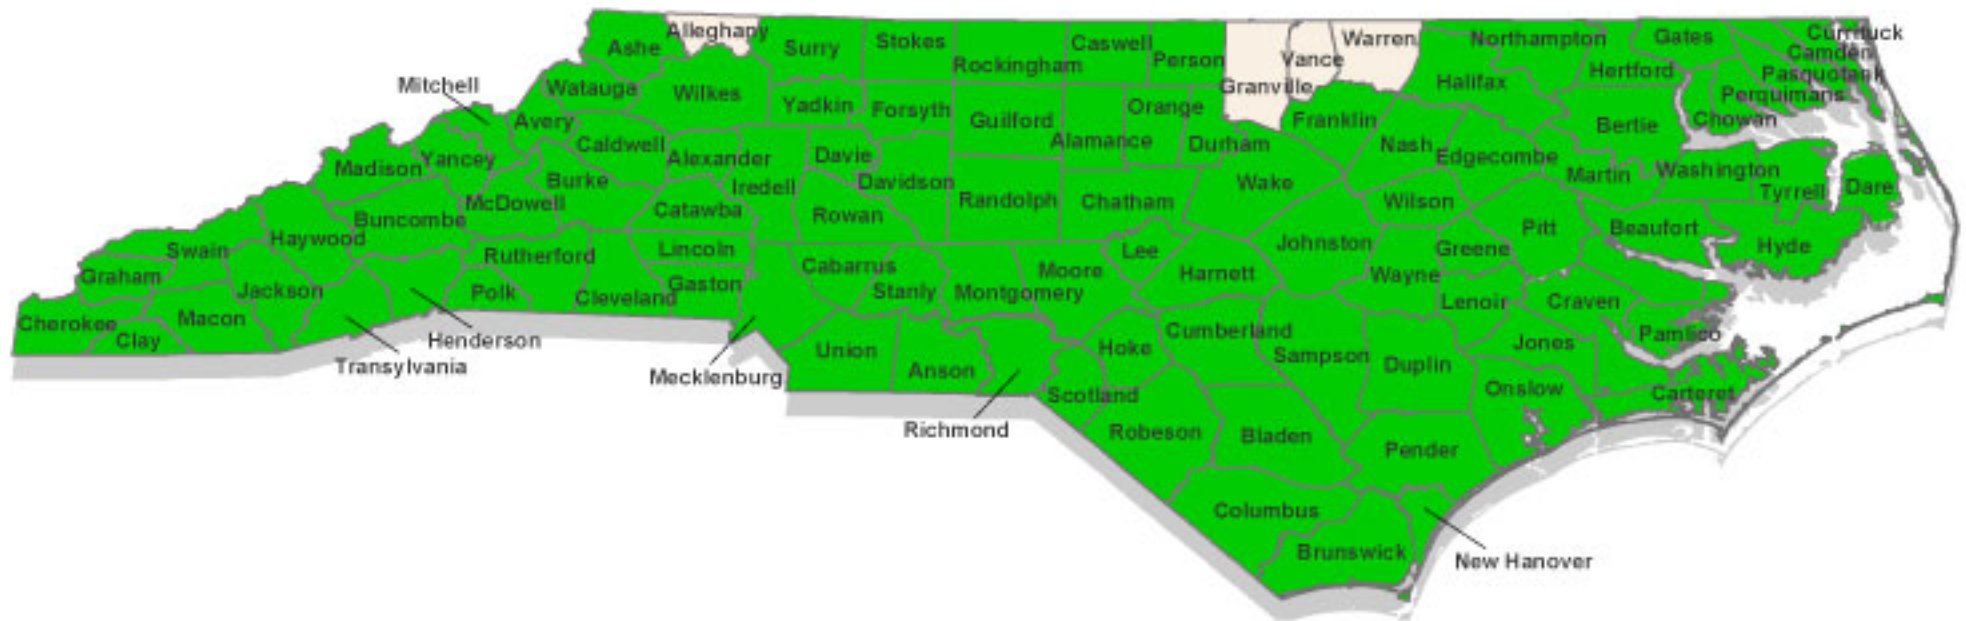 Alleghany
Ashe
Surry
Stokes
Caswell
Person
Rockingham
Vance
Warren
Granville
Northampton
Gates
Currituck
Camden
Pasquotank
Perquimans
Chowan
Hertford
Halifax
Mitchell
Watauga
Wilkes
Yadkin
Forsyth
Guilford
Orange
Alamance
Durham
Franklin
Bertie
Avery
Caldwell
Alexander
Davie
Nash
Edgecombe
Martin
Washington
Tyrrell
Dare
Madison
Yancey
Burke
Iredell
Davidson
Wake
McDowell
Catawba
Rowan
Randolph
Chatham
Wilson
Pitt
Beaufort
Hyde
Buncombe
Haywood
Swain
Rutherford
Lincoln
Cabarrus
Lee
Johnston
Greene
Graham
Jackson
Polk
Cleveland
Gaston
Stanly
Montgomery
Moore
Harnett
Wayne
Lenoir
Craven
Pamlico
Cherokee
Clay
Macon
Henderson
Transylvania
Mecklenburg
Union
Anson
Richmond
Hoke
Cumberland
Sampson
Duplin
Jones
Onslow
Carteret
Scotland
Robeson
Bladen
Pender
Columbus
Brunswick
New Hanover